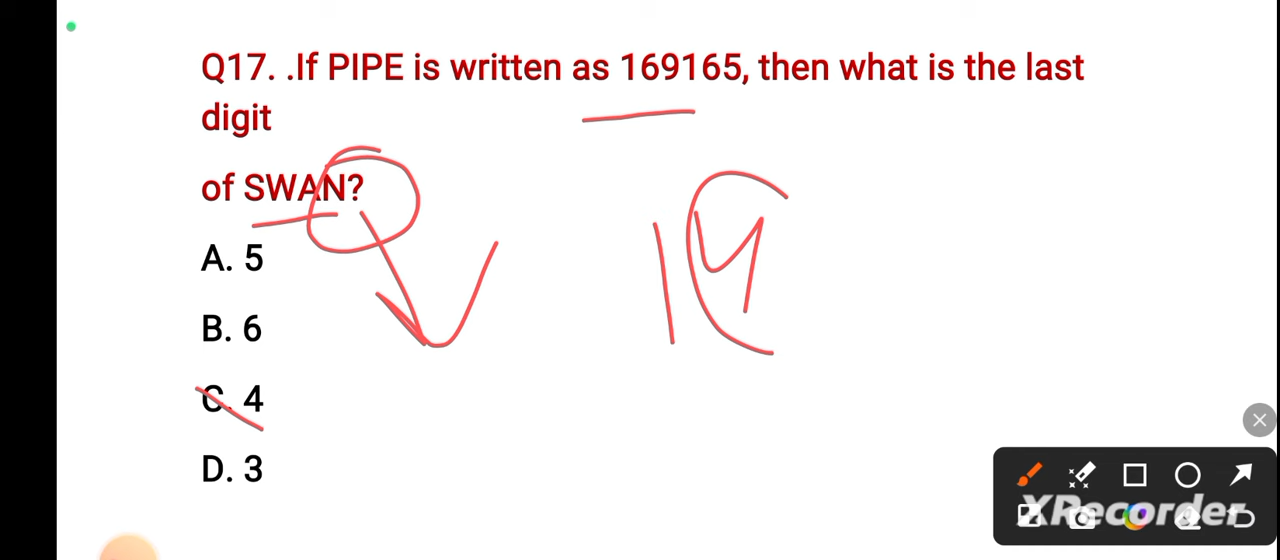 Q17. .If PIPE is written as 169165, then what is the last
digit
of SWAN?
14
A. 5
B. 6
C. 4
D. 3
XRecorder